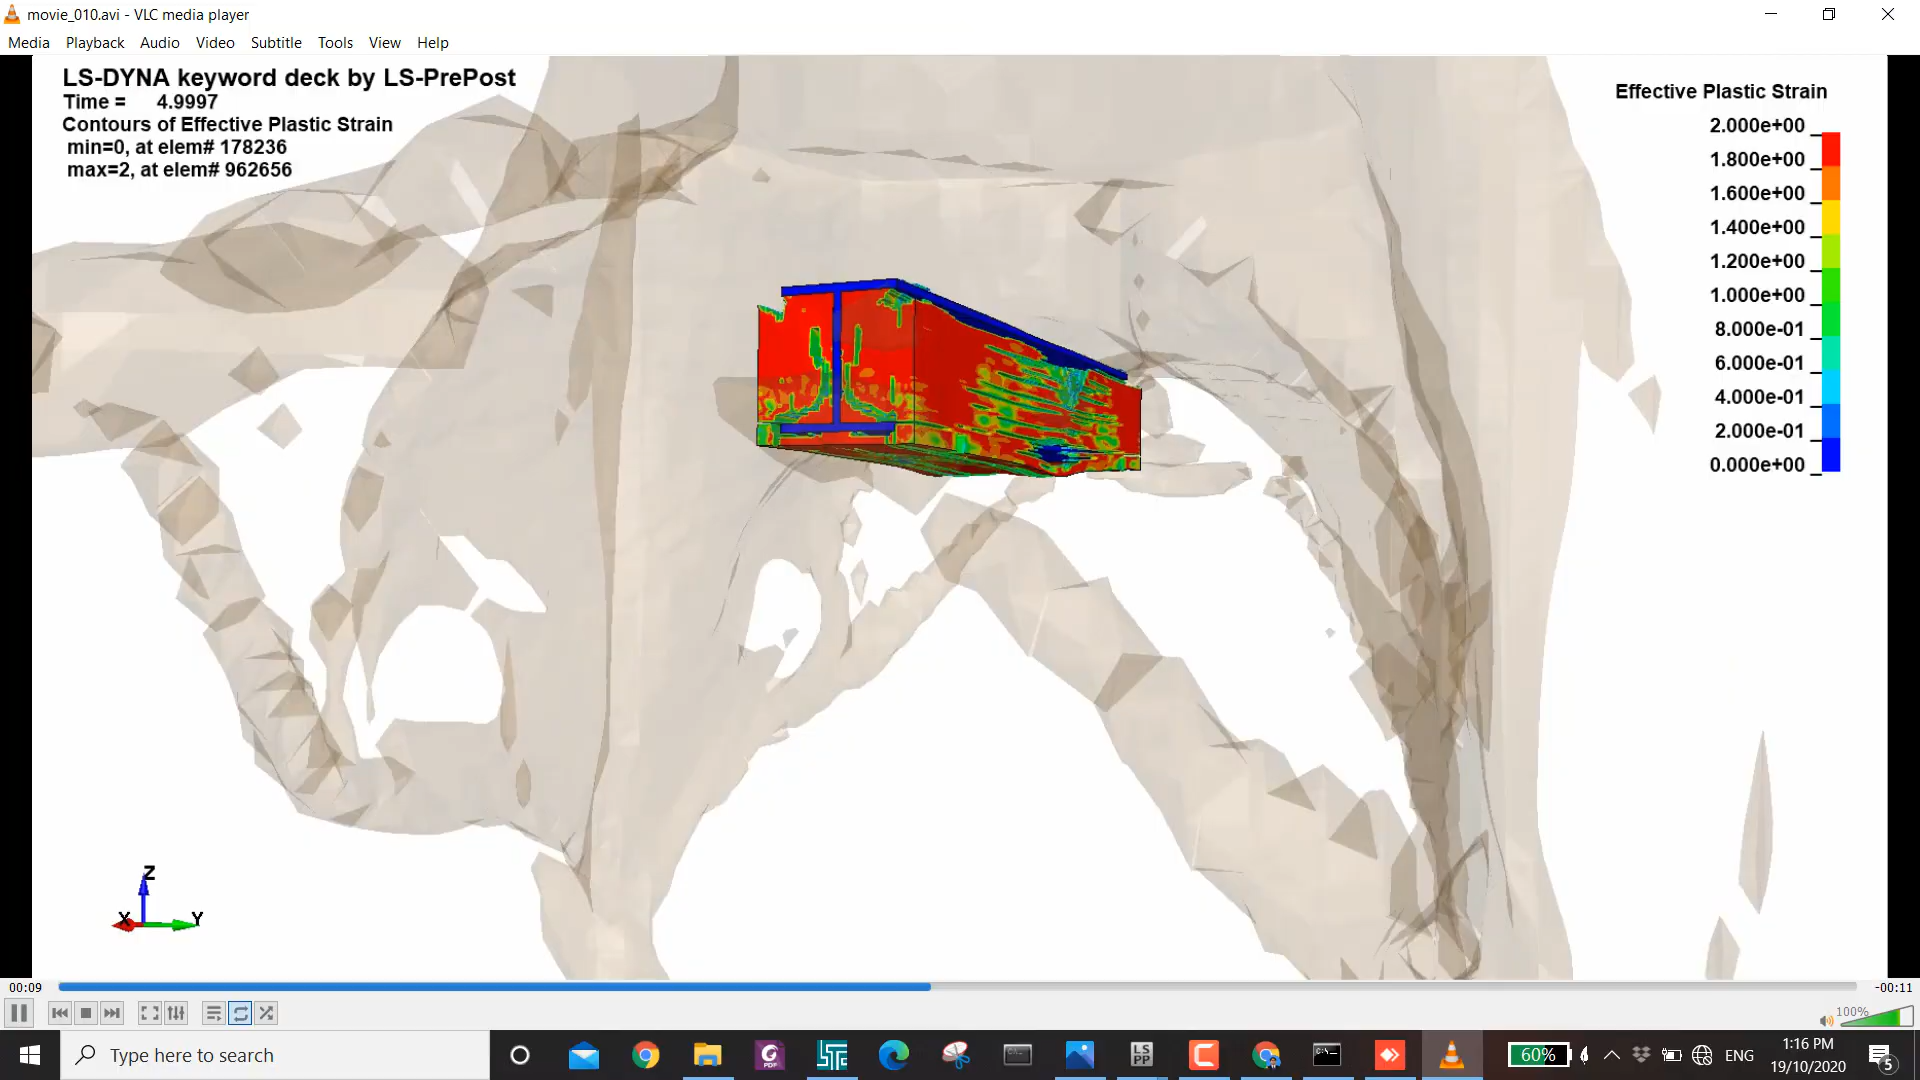 movie_010.avi - VLC media player
Media Playback Audio Video Subtitle Tools View Help
LS-DYNA keyword deck by LS-PrePost
Time = 4.9997
Contours of Effective Plastic Strain
min=0, at elem# 178236
max=2, at elem# 962656
Effective Plastic Strain
2.000e+00
1.800e+00
1.600e+00
1.400e+00
1.200e+00
1.000e+00
8.000e-01
6.000e-01
4.000e-01
2.000e-01
0.000e+00
Z
X Y
00:09 -00:11
100%
Type here to search
PDF
LS
PP
60%
ENG
1:16 PM
19/10/2020
5